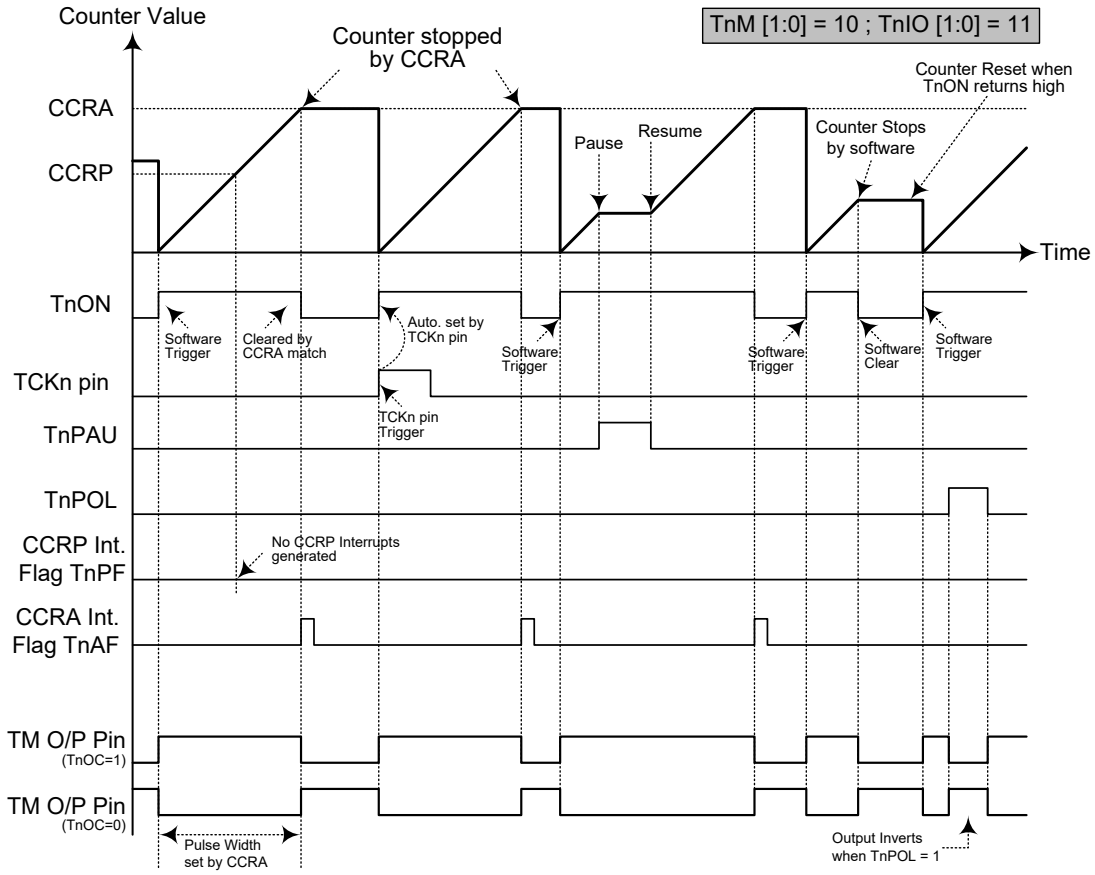 Counter Value
TnM [1:0] = 10 ; TnIO [1:0] = 11
Counter stopped
by CCRA
Counter Reset when
TnON returns high
CCRA
Pause
Resume
Counter Stops
by software
CCRP
Time
TnON
Software
Trigger
Cleared by
CCRA match
Auto. set by
TCKn pin
Software
Trigger
Software
Trigger
Software
Clear
Software
Trigger
TCKn pin
TCKn pin
Trigger
TnPAU
TnPOL
CCRP Int.
Flag TnPF
No CCRP Interrupts
generated
CCRA Int.
Flag TnAF
TM O/P Pin
(TnOC=1)
TM O/P Pin
(TnOC=0)
Pulse Width
set by CCRA
Output Inverts
when TnPOL = 1